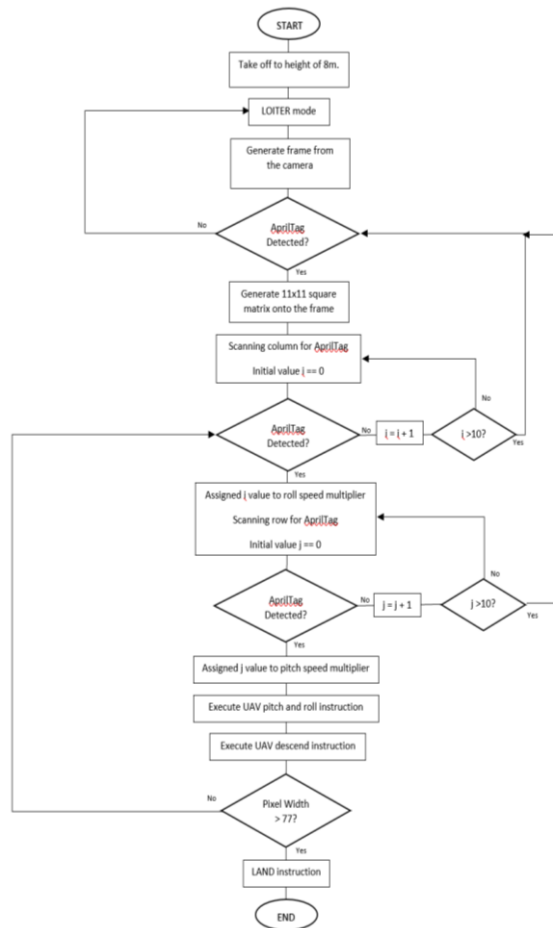 START
Take off to height of 8m.
LOITER mode
Generate frame from
the camera
AprilTag
Detected?
No
Yes
Generate 11x11 square
matrix onto the frame
Scanning column for AprilTag
Initial value i == 0
No
AprilTag
Detected?
No
i = i + 1
i >10?
Yes
Yes
Assigned i value to roll speed multiplier
Scanning row for AprilTag
Initial value j == 0
No
AprilTag
Detected?
No
j = j + 1
j >10?
Yes
Yes
Assigned j value to pitch speed multiplier
Execute UAV pitch and roll instruction
Execute UAV descend instruction
No
Pixel Width
> 77?
Yes
LAND instruction
END